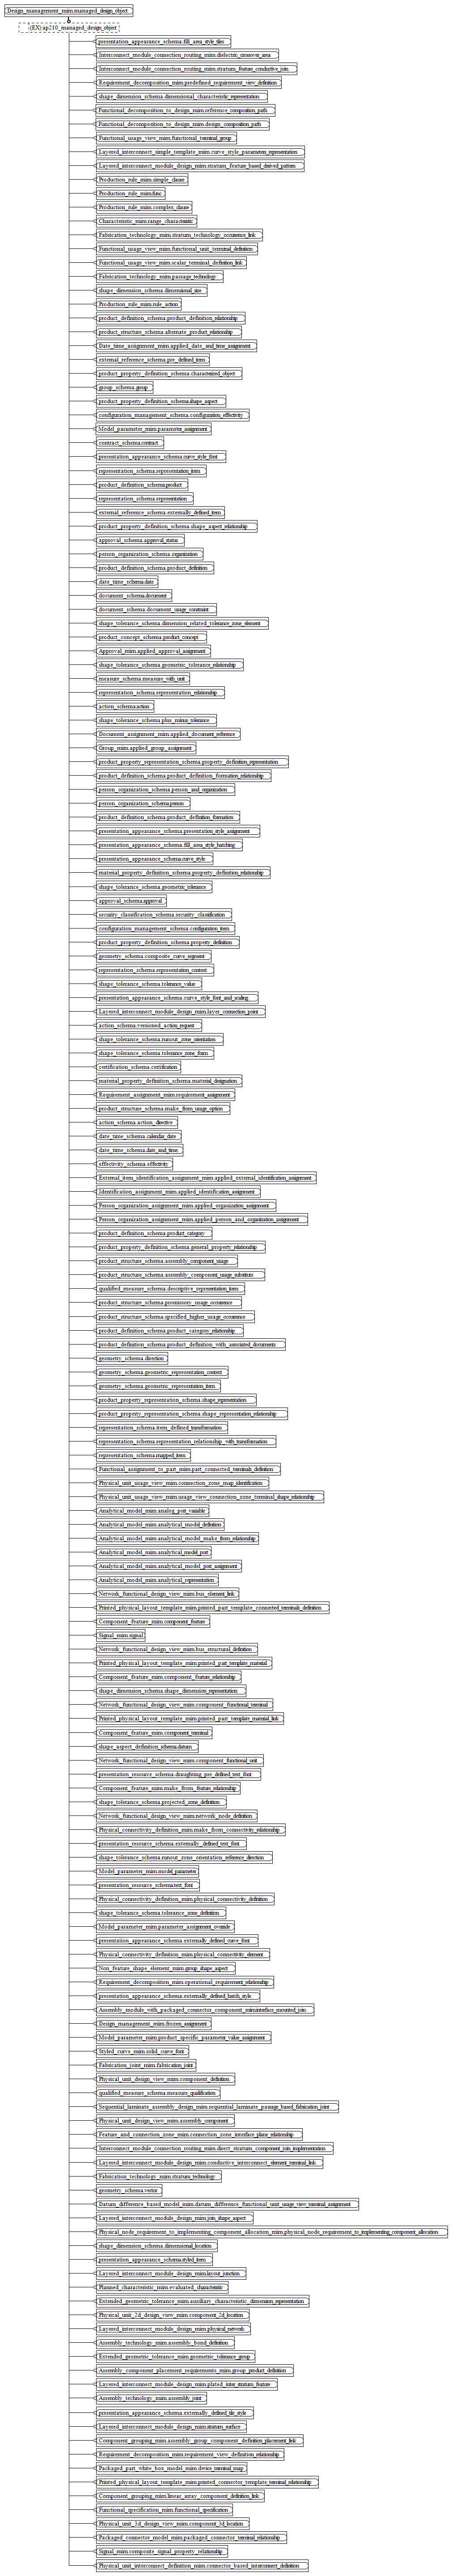 Design_management_mim.managed_design_object
(EX) ap210_managed_design_object
presentation_appearance_schema.fill_area_style_tiles
Interconnect_module_connection_routing_mim.dielectric_crossover_area
Interconnect_module_connection_routing_mim.stratum_feature_conductive_join
Requirement_decomposition_mim.predefined_requirement_view_definition
shape_dimension_schema.dimensional_characteristic_representation
Functional_decomposition_to_design_mim.reference_composition_path
Functional_decomposition_to_design_mim.design_composition_path
Functional_usage_view_mim.functional_terminal_group
Layered_interconnect_simple_template_mim.curve_style_parameters_representation
Layered_interconnect_module_design_mim.stratum_feature_based_derived_pattern
Production_rule_mim.simple_clause
Production_rule_mim.func
Production_rule_mim.complex_clause
Characteristic_mim.range_characteristic
Fabrication_technology_mim.stratum_technology_occurrence_link
Functional_usage_view_mim.functional_unit_terminal_definition
Functional_usage_view_mim.scalar_terminal_definition_link
Fabrication_technology_mim.passage_technology
shape_dimension_schema.dimensional_size
Production_rule_mim.rule_action
product_definition_schema.product_definition_relationship
product_structure_schema.alternate_product_relationship
Date_time_assignment_mim.applied_date_and_time_assignment
external_reference_schema.pre_defined_item
product_property_definition_schema.characterized_object
group_schema.group
product_property_definition_schema.shape_aspect
configuration_management_schema.configuration_effectivity
Model_parameter_mim.parameter_assignment
contract_schema.contract
presentation_appearance_schema.curve_style_font
representation_schema.representation_item
product_definition_schema.product
representation_schema.representation
external_reference_schema.externally_defined_item
product_property_definition_schema.shape_aspect_relationship
approval_schema.approval_status
person_organization_schema.organization
product_definition_schema.product_definition
date_time_schema.date
document_schema.document
document_schema.document_usage_constraint
shape_tolerance_schema.dimension_related_tolerance_zone_element
product_concept_schema.product_concept
Approval_mim.applied_approval_assignment
shape_tolerance_schema.geometric_tolerance_relationship
measure_schema.measure_with_unit
representation_schema.representation_relationship
action_schema.action
shape_tolerance_schema.plus_minus_tolerance
Document_assignment_mim.applied_document_reference
Group_mim.applied_group_assignment
product_property_representation_schema.property_definition_representation
product_definition_schema.product_definition_formation_relationship
person_organization_schema.person_and_organization
person_organization_schema.person
product_definition_schema.product_definition_formation
presentation_appearance_schema.presentation_style_assignment
presentation_appearance_schema.fill_area_style_hatching
presentation_appearance_schema.curve_style
material_property_definition_schema.property_definition_relationship
shape_tolerance_schema.geometric_tolerance
approval_schema.approval
security_classification_schema.security_classification
configuration_management_schema.configuration_item
product_property_definition_schema.property_definition
geometry_schema.composite_curve_segment
representation_schema.representation_context
shape_tolerance_schema.tolerance_value
presentation_appearance_schema.curve_style_font_and_scaling
Layered_interconnect_module_design_mim.layer_connection_point
action_schema.versioned_action_request
shape_tolerance_schema.runout_zone_orientation
shape_tolerance_schema.tolerance_zone_form
certification_schema.certification
material_property_definition_schema.material_designation
Requirement_assignment_mim.requirement_assignment
product_structure_schema.make_from_usage_option
action_schema.action_directive
date_time_schema.calendar_date
date_time_schema.date_and_time
effectivity_schema.effectivity
External_item_identification_assignment_mim.applied_external_identification_assignment
Identification_assignment_mim.applied_identification_assignment
Person_organization_assignment_mim.applied_organization_assignment
Person_organization_assignment_mim.applied_person_and_organization_assignment
product_definition_schema.product_category
product_property_definition_schema.general_property_relationship
product_structure_schema.assembly_component_usage
product_structure_schema.assembly_component_usage_substitute
qualified_measure_schema.descriptive_representation_item
product_structure_schema.promissory_usage_occurrence
product_structure_schema.specified_higher_usage_occurrence
product_definition_schema.product_category_relationship
product_definition_schema.product_definition_with_associated_documents
geometry_schema.direction
geometry_schema.geometric_representation_context
geometry_schema.geometric_representation_item
product_property_representation_schema.shape_representation
product_property_representation_schema.shape_representation_relationship
representation_schema.item_defined_transformation
representation_schema.representation_relationship_with_transformation
representation_schema.mapped_item
Functional_assignment_to_part_mim.part_connected_terminals_definition
Physical_unit_usage_view_mim.connection_zone_map_identification
Physical_unit_usage_view_mim.usage_view_connection_zone_terminal_shape_relationship
Analytical_model_mim.analog_port_variable
Analytical_model_mim.analytical_model_definition
Analytical_model_mim.analytical_model_make_from_relationship
Analytical_model_mim.analytical_model_port
Analytical_model_mim.analytical_model_port_assignment
Analytical_model_mim.analytical_representation
Network_functional_design_view_mim.bus_element_link
Printed_physical_layout_template_mim.printed_part_template_connected_terminals_definition
Component_feature_mim.component_feature
Signal_mim.signal
Network_functional_design_view_mim.bus_structural_definition
Printed_physical_layout_template_mim.printed_part_template_material
Component_feature_mim.component_feature_relationship
shape_dimension_schema.shape_dimension_representation
Network_functional_design_view_mim.component_functional_terminal
Printed_physical_layout_template_mim.printed_part_template_material_link
Component_feature_mim.component_terminal
shape_aspect_definition_schema.datum
Network_functional_design_view_mim.component_functional_unit
presentation_resource_schema.draughting_pre_defined_text_font
Component_feature_mim.make_from_feature_relationship
shape_tolerance_schema.projected_zone_definition
Network_functional_design_view_mim.network_node_definition
Physical_connectivity_definition_mim.make_from_connectivity_relationship
presentation_resource_schema.externally_defined_text_font
shape_tolerance_schema.runout_zone_orientation_reference_direction
Model_parameter_mim.model_parameter
presentation_resource_schema.text_font
Physical_connectivity_definition_mim.physical_connectivity_definition
shape_tolerance_schema.tolerance_zone_definition
Model_parameter_mim.parameter_assignment_override
presentation_appearance_schema.externally_defined_curve_font
Physical_connectivity_definition_mim.physical_connectivity_element
Non_feature_shape_element_mim.group_shape_aspect
Requirement_decomposition_mim.operational_requirement_relationship
presentation_appearance_schema.externally_defined_hatch_style
Assembly_module_with_packaged_connector_component_mim.interface_mounted_join
Design_management_mim.frozen_assignment
Model_parameter_mim.product_specific_parameter_value_assignment
Styled_curve_mim.solid_curve_font
Fabrication_joint_mim.fabrication_joint
Physical_unit_design_view_mim.component_definition
qualified_measure_schema.measure_qualification
Sequential_laminate_assembly_design_mim.sequential_laminate_passage_based_fabrication_joint
Physical_unit_design_view_mim.assembly_component
Feature_and_connection_zone_mim.connection_zone_interface_plane_relationship
Interconnect_module_connection_routing_mim.direct_stratum_component_join_implementation
Layered_interconnect_module_design_mim.conductive_interconnect_element_terminal_link
Fabrication_technology_mim.stratum_technology
geometry_schema.vector
Datum_difference_based_model_mim.datum_difference_functional_unit_usage_view_terminal_assignment
Layered_interconnect_module_design_mim.join_shape_aspect
Physical_node_requirement_to_implementing_component_allocation_mim.physical_node_requirement_to_implementing_component_allocation
shape_dimension_schema.dimensional_location
presentation_appearance_schema.styled_item
Layered_interconnect_module_design_mim.layout_junction
Planned_characteristic_mim.evaluated_characteristic
Extended_geometric_tolerance_mim.auxiliary_characteristic_dimension_representation
Physical_unit_2d_design_view_mim.component_2d_location
Layered_interconnect_module_design_mim.physical_network
Assembly_technology_mim.assembly_bond_definition
Extended_geometric_tolerance_mim.geometric_tolerance_group
Assembly_component_placement_requirements_mim.group_product_definition
Layered_interconnect_module_design_mim.plated_inter_stratum_feature
Assembly_technology_mim.assembly_joint
presentation_appearance_schema.externally_defined_tile_style
Layered_interconnect_module_design_mim.stratum_surface
Component_grouping_mim.assembly_group_component_definition_placement_link
Requirement_decomposition_mim.requirement_view_definition_relationship
Packaged_part_white_box_model_mim.device_terminal_map
Printed_physical_layout_template_mim.printed_connector_template_terminal_relationship
Component_grouping_mim.linear_array_component_definition_link
Functional_specification_mim.functional_specification
Physical_unit_3d_design_view_mim.component_3d_location
Packaged_connector_model_mim.packaged_connector_terminal_relationship
Signal_mim.composite_signal_property_relationship
Physical_unit_interconnect_definition_mim.connector_based_interconnect_definition